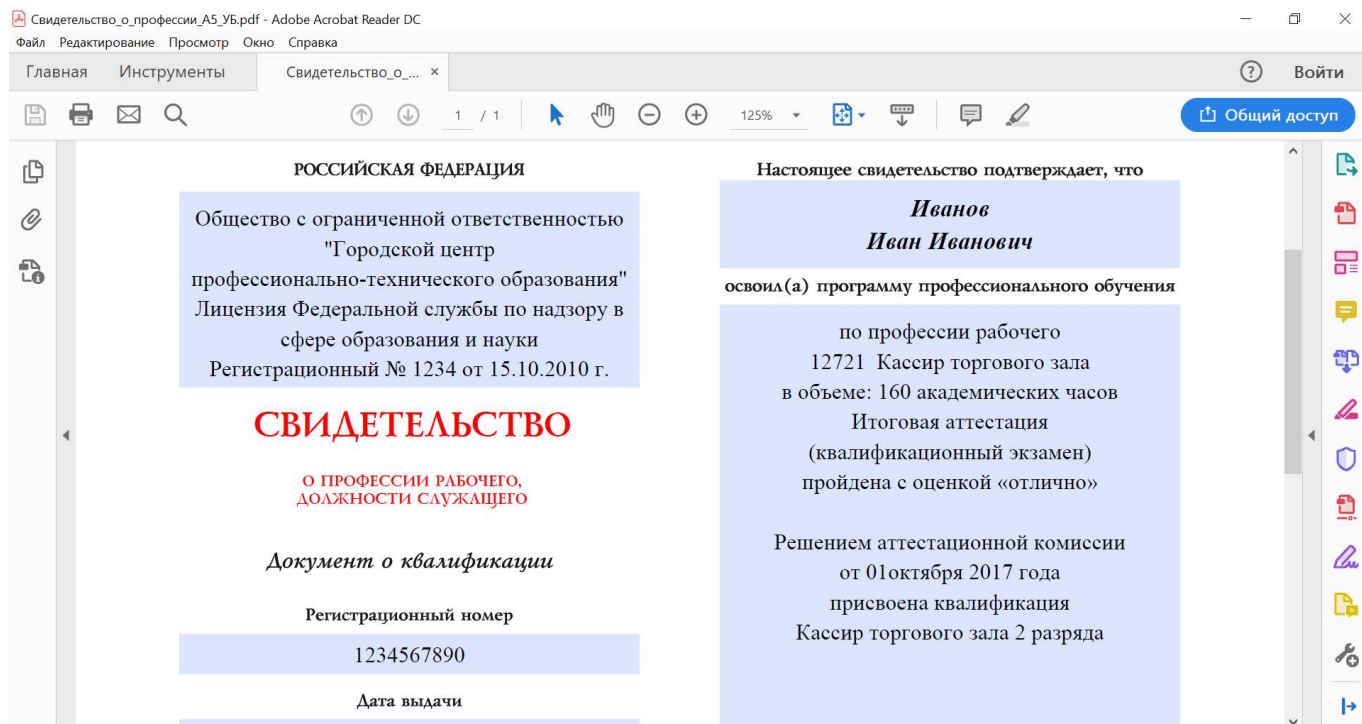 Свидетельство_о_профессии_А5_УБ.pdf - Adobe Acrobat Reader DC
Файл Редактирование Просмотр Окно Справка
Главная Инструменты Свидетельство_о_... × ? Войти
1 / 1 125% Общий доступ
РОССИЙСКАЯ ФЕДЕРАЦИЯ
Общество с ограниченной ответственностью
"Городской центр
профессионально-технического образования"
Лицензия Федеральной службы по надзору в
сфере образования и науки
Регистрационный № 1234 от 15.10.2010 г.
СВИДЕТЕЛЬСТВО
О ПРОФЕССИИ РАБОЧЕГО,
ДОЛЖНОСТИ СЛУЖАЩЕГО
Документ о квалификации
Регистрационный номер
1234567890
Дата выдачи
Настоящее свидетельство подтверждает, что
Иванов
Иван Иванович
освоил(а) программу профессионального обучения
по профессии рабочего
12721 Кассир торгового зала
в объеме: 160 академических часов
Итоговая аттестация
(квалификационный экзамен)
пройдена с оценкой «отлично»
Решением аттестационной комиссии
от 01октября 2017 года
присвоена квалификация
Кассир торгового зала 2 разряда